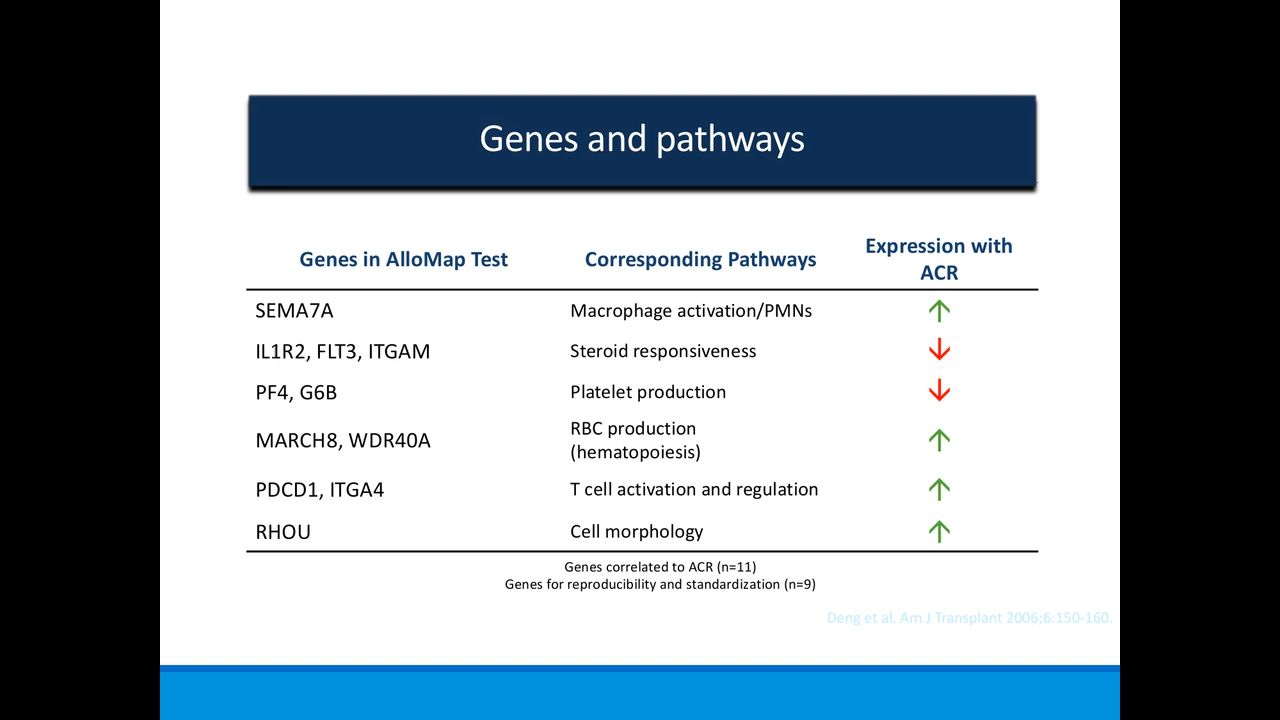 Genes and pathways
Genes in AlloMap Test
Corresponding Pathways
Expression with
ACR
SEMA7A
Macrophage activation/PMNs
↑
IL1R2, FLT3, ITGAM
Steroid responsiveness
↓
PF4, G6B
Platelet production
↓
MARCH8, WDR40A
RBC production
(hematopoiesis)
↑
PDCD1, ITGA4
T cell activation and regulation
↑
RHOU
Cell morphology
↑
Genes correlated to ACR (n=11)
Genes for reproducibility and standardization (n=9)
Deng et al. Am J Transplant 2006;6:150-160.